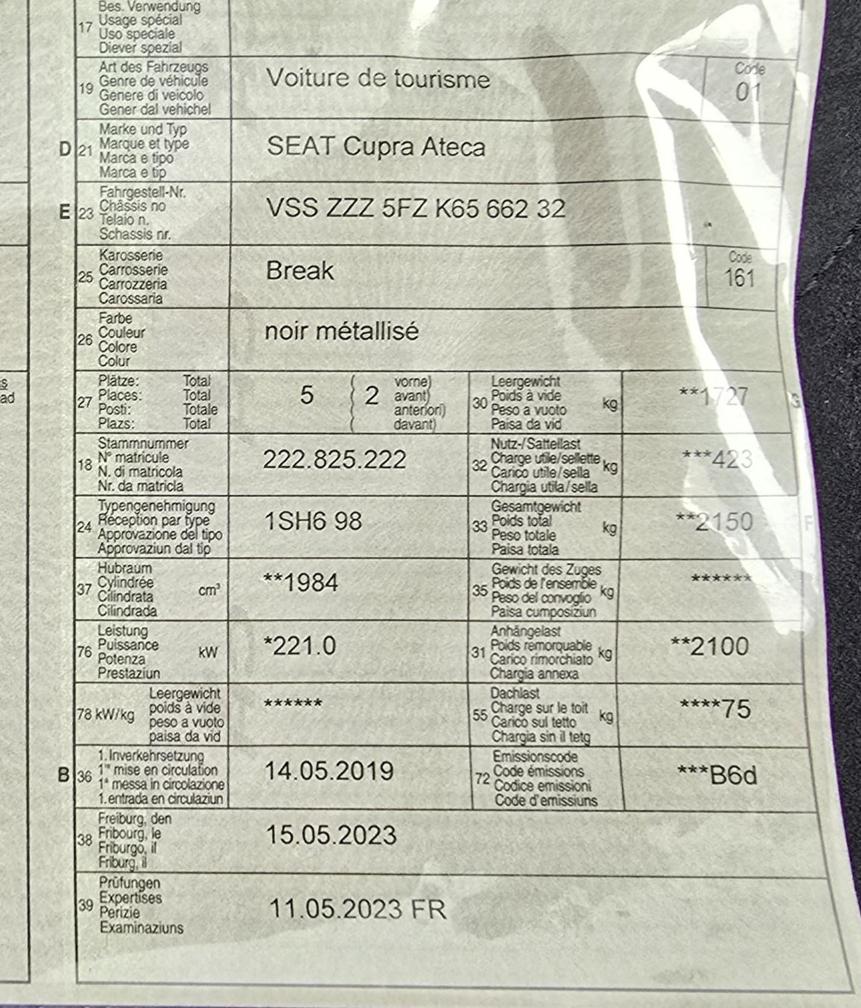 Bes. Verwendung
17 Usage spécial
Uso speciale
Diever spezial
Art des Fahrzeugs
19 Genre de véhicule Voiture de tourisme Code
Genere di veicolo 01
Gener dal vehichel
Marke und Typ
D 21 Marque et type SEAT Cupra Ateca
Marca e tipo
Marca e tip
Fahrgestell-Nr.
E 23 Châssis no VSS ZZZ 5FZ K65 662 32
Telaio n.
Schassis nr.
Karosserie
25 Carrosserie Break Code
Carrozzeria 161
Carossaria
Farbe
26 Couleur noir métallisé
Colore
Colur
s
ad
Plätze: Total vorne) Leergewicht
27 Places: Total 5 ( 2 avant) 30 Poids à vide kg **1727
Posti: Totale anteriori) Peso a vuoto
Plazs: Total davant) Paisa da vid
Stammnummer Nutz-/Sattellast
18 N° matricule 222.825.222 32 Charge utile/sellette kg ***423
N. di matricola Carico utile/sella
Nr. da matricla Chargia utila/sella
Typengenehmigung Gesamtgewicht
24 Réception par type 1SH6 98 33 Poids total kg **2150
Approvazione del tipo Peso totale
Approvaziun dal tip Paisa totala
Hubraum Gewicht des Zuges
37 Cylindrée cm³ **1984 35 Poids de l'ensemble kg ******
Cilindrata Peso del convoglio
Cilindrada Paisa cumposiziun
Leistung Anhängelast
76 Puissance kW *221.0 31 Poids remorquable kg **2100
Potenza Carico rimorchiato
Prestaziun Chargia annexa
Leergewicht Dachlast
78 kW/kg poids à vide ****** 55 Charge sur le toit kg ****75
peso a vuoto Carico sul tetto
paisa da vid Chargia sin il tetg
1. Inverkehrsetzung Emissionscode
B 36 1re mise en circulation 14.05.2019 72 Code émissions ***B6d
1a messa in circolazione Codice emissioni
1. entrada en circulaziun Code d'emissiuns
Freiburg, den
38 Fribourg, le 15.05.2023
Friburgo, il
Friburg, il
Prüfungen
39 Expertises 11.05.2023 FR
Perizie
Examinaziuns